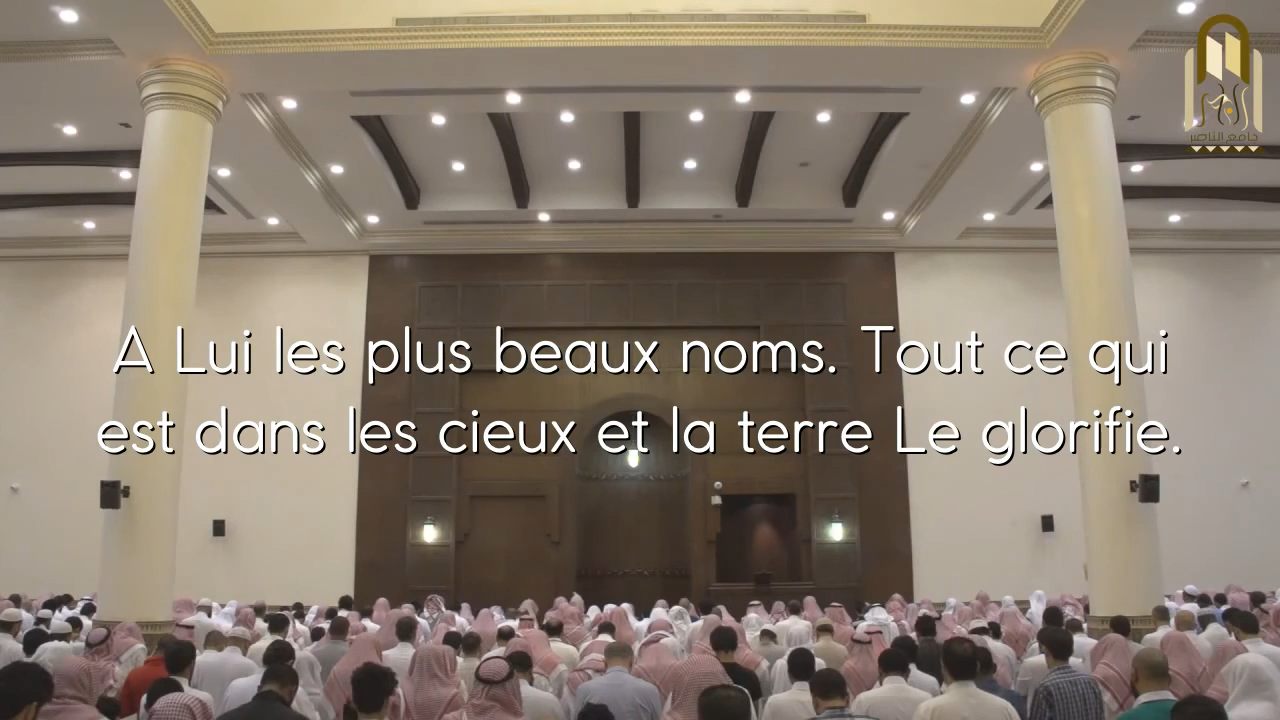 جامع الناصر
A Lui les plus beaux noms. Tout ce qui
est dans les cieux et la terre Le glorifie.